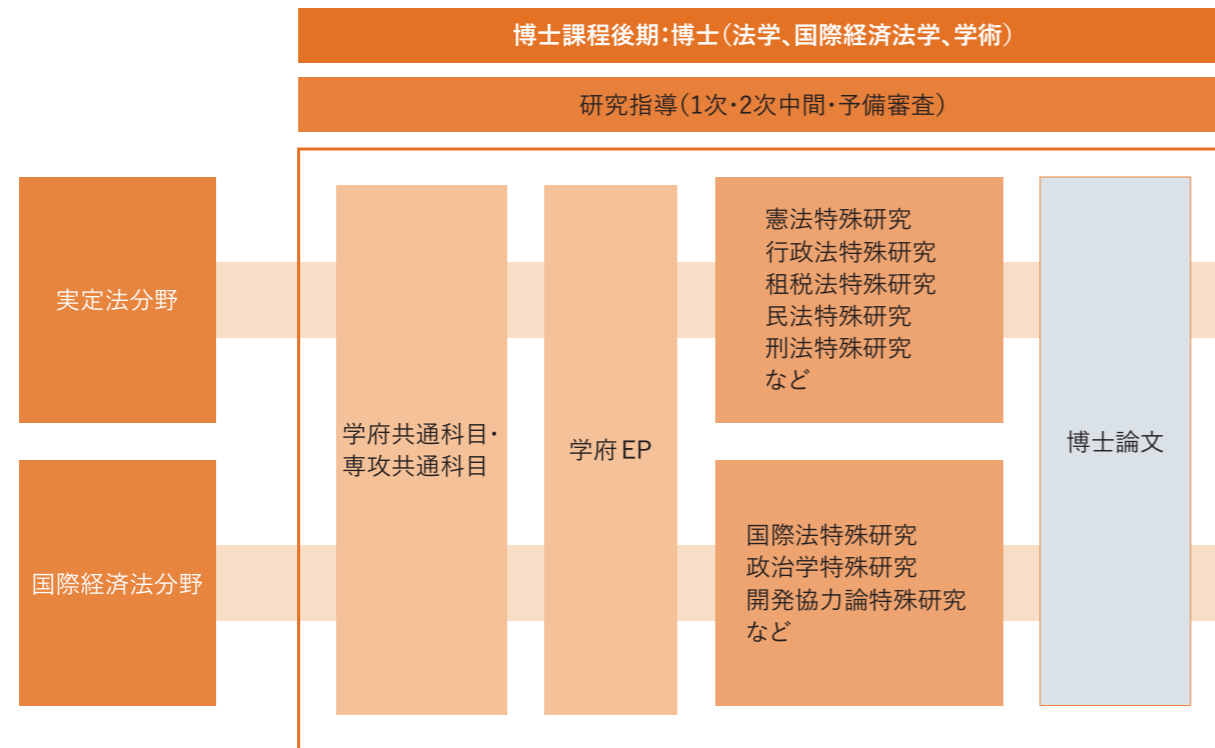 博士課程後期:博士(法学、国際経済法学、学術)
研究指導(1次・2次中間・予備審査)
実定法分野
国際経済法分野
学府共通科目・
専攻共通科目
学府EP
憲法特殊研究
行政法特殊研究
租税法特殊研究
民法特殊研究
刑法特殊研究
など
国際法特殊研究
政治学特殊研究
開発協力論特殊研究
など
博士論文